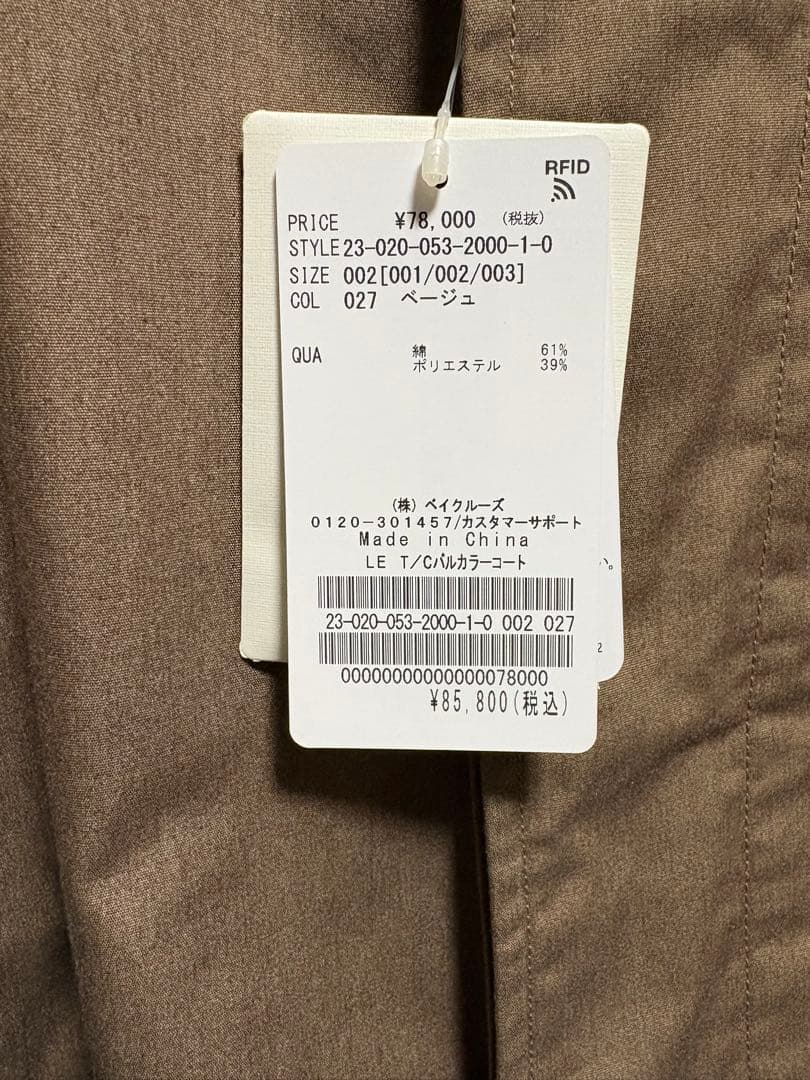 RFID
PRICE ¥78,000 (税抜)
STYLE 23-020-053-2000-1-0
SIZE 002[001/002/003]
COL 027 ベージュ
QUA 綿 61%
ポリエステル 39%
(株) ベイクルーズ
0120-301457/カスタマーサポート
Made in China
LE T/Cバルカラーコート
い。
23-020-053-2000-1-0 002 027
2
00000000000000078000
¥85,800(税込)